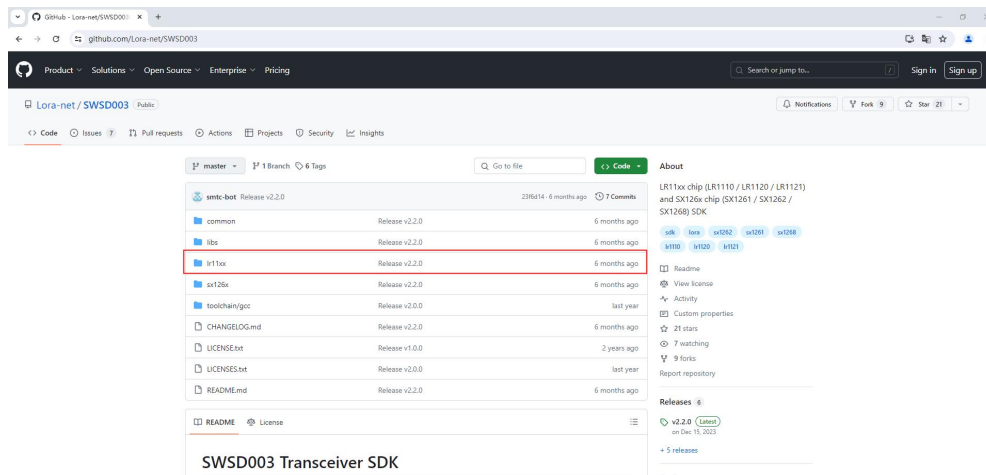 GitHub - Lora-net/SWSD003
github.com/Lora-net/SWSD003
Product Solutions Open Source Enterprise Pricing
Search or jump to... / Sign in Sign up
Lora-net / SWSD003 Public
Notifications Fork 9 Star 21
<> Code Issues 7 Pull requests Actions Projects Security Insights
master 1 Branch 6 Tags Go to file <> Code
smtc-bot Release v2.2.0 23f6d14 · 6 months ago 7 Commits
common Release v2.2.0 6 months ago
libs Release v2.2.0 6 months ago
lr11xx Release v2.2.0 6 months ago
sx126x Release v2.2.0 6 months ago
toolchain/gcc Release v2.0.0 last year
CHANGELOG.md Release v2.2.0 6 months ago
LICENSE.txt Release v1.0.0 2 years ago
LICENSES.txt Release v2.0.0 last year
README.md Release v2.2.0 6 months ago
README License
SWSD003 Transceiver SDK
About
LR11xx chip (LR1110 / LR1120 / LR1121)
and SX126x chip (SX1261 / SX1262 /
SX1268) SDK
sdk lora sx1262 sx1261 sx1268
lr1110 lr1120 lr1121
Readme
View license
Activity
Custom properties
21 stars
7 watching
9 forks
Report repository
Releases 6
v2.2.0 Latest
on Dec 15, 2023
+ 5 releases